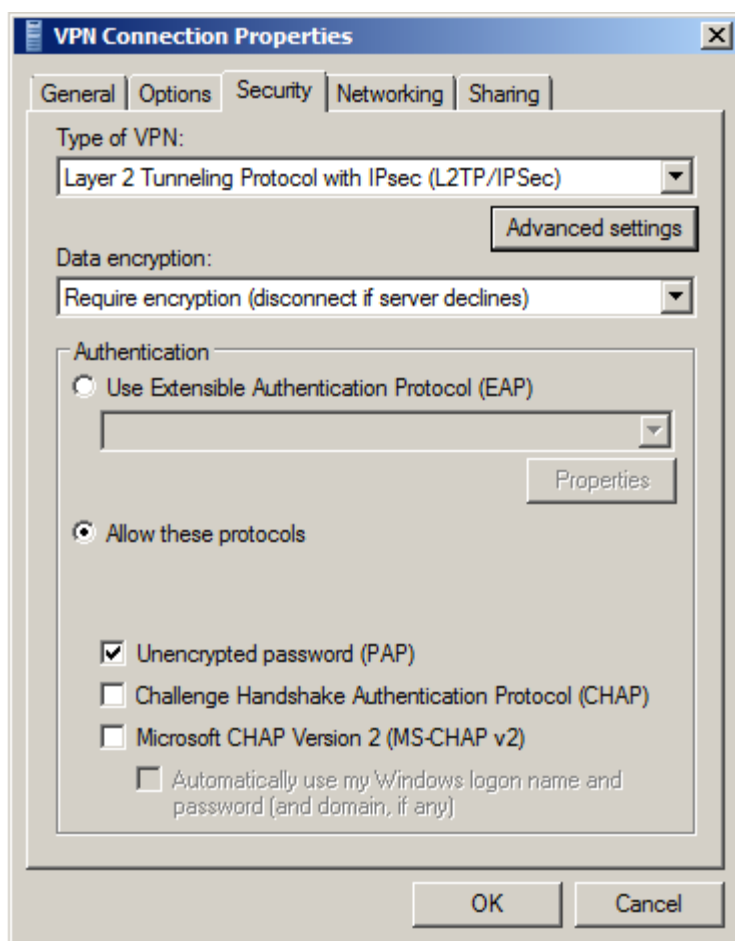 VPN Connection Properties
General Options Security Networking Sharing
Type of VPN:
Layer 2 Tunneling Protocol with IPsec (L2TP/IPSec)
Advanced settings
Data encryption:
Require encryption (disconnect if server declines)
Authentication
Use Extensible Authentication Protocol (EAP)
Properties
Allow these protocols
Unencrypted password (PAP)
Challenge Handshake Authentication Protocol (CHAP)
Microsoft CHAP Version 2 (MS-CHAP v2)
Automatically use my Windows logon name and
password (and domain, if any)
OK Cancel